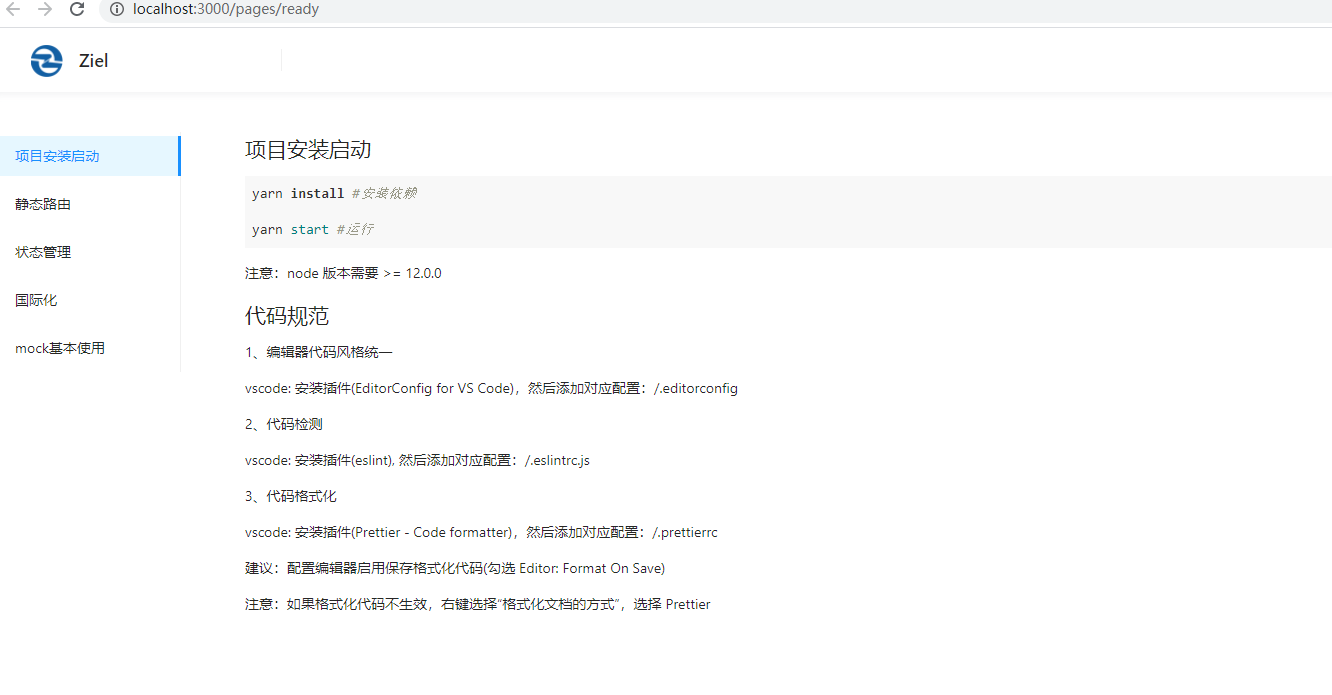 localhost:3000/pages/ready
Ziel
项目安装启动
静态路由
状态管理
国际化
mock基本使用
项目安装启动
yarn install #安装依赖
yarn start #运行
注意：node 版本需要 >= 12.0.0
代码规范
1、编辑器代码风格统一
vscode: 安装插件(EditorConfig for VS Code)，然后添加对应配置：/.editorconfig
2、代码检测
vscode: 安装插件(eslint), 然后添加对应配置：/.eslintrc.js
3、代码格式化
vscode: 安装插件(Prettier - Code formatter)，然后添加对应配置：/.prettierrc
建议：配置编辑器启用保存格式化代码(勾选 Editor: Format On Save)
注意：如果格式化代码不生效，右键选择“格式化文档的方式”，选择 Prettier